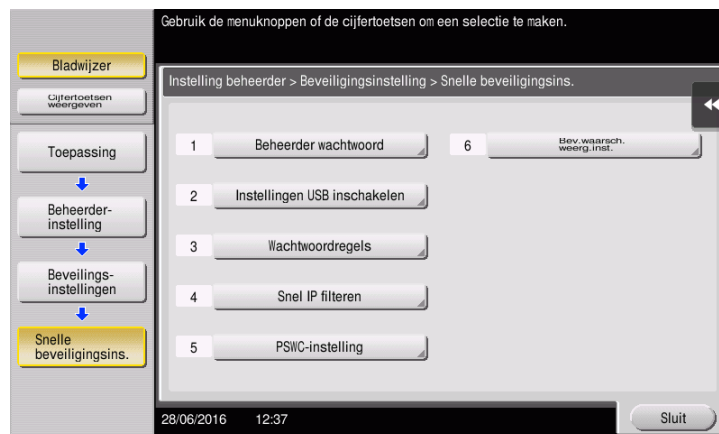 Gebruik de menuknoppen of de cijfertoetsen om een selectie te maken.
Bladwijzer
Cijfertoetsen
weergeven
Toepassing
Beheerder-
instelling
Beveilings-
instellingen
Snelle
beveiligingsins.
Instelling beheerder > Beveiligingsinstelling > Snelle beveiligingsins.
1 Beheerder wachtwoord
2 Instellingen USB inschakelen
3 Wachtwoordregels
4 Snel IP filteren
5 PSWC-instelling
6 Bev.waarsch.
weerg.inst.
28/06/2016 12:37
Sluit